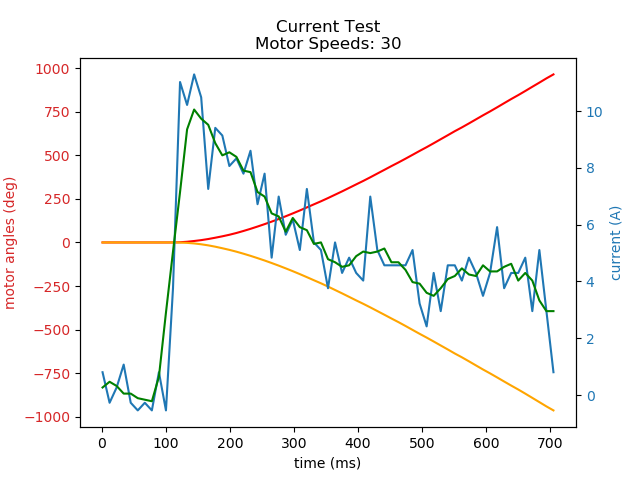 Current Test
Motor Speeds: 30
motor angles (deg)
1000
750
500
250
0
−250
−500
−750
−1000
10
8
6
4
2
0
current (A)
0 100 200 300 400 500 600 700
time (ms)